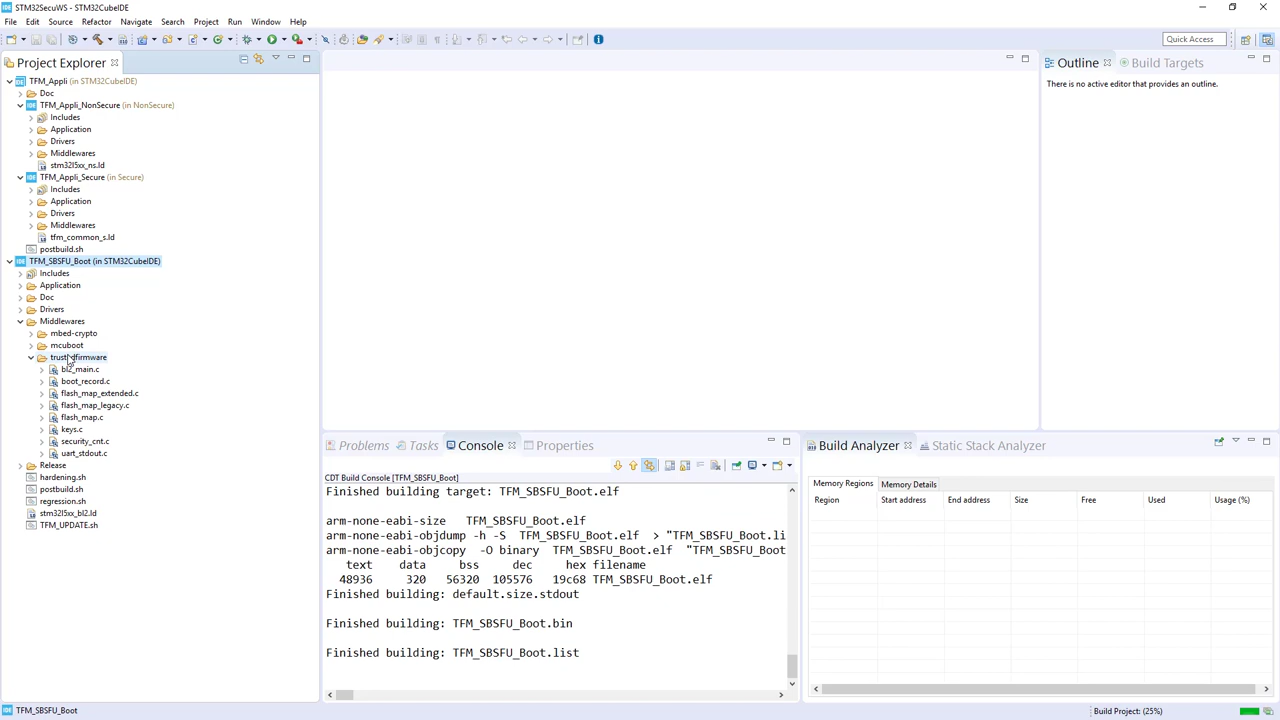 STM32SecuWS - STM32CubeIDE
File Edit Source Refactor Navigate Search Project Run Window Help
Quick Access
Project Explorer
TFM_Appli (in STM32CubeIDE)
Doc
TFM_Appli_NonSecure (in NonSecure)
Includes
Application
Drivers
Middlewares
stm32l5xx_ns.ld
TFM_Appli_Secure (in Secure)
Includes
Application
Drivers
Middlewares
tfm_common_s.ld
postbuild.sh
TFM_SBSFU_Boot (in STM32CubeIDE)
Includes
Application
Doc
Drivers
Middlewares
mbed-crypto
mcuboot
trustedfirmware
bl2_main.c
boot_record.c
flash_map_extended.c
flash_map_legacy.c
flash_map.c
keys.c
security_cnt.c
uart_stdout.c
Release
hardening.sh
postbuild.sh
regression.sh
stm32l5xx_bl2.ld
TFM_UPDATE.sh
Outline Build Targets
There is no active editor that provides an outline.
Problems Tasks Console Properties
CDT Build Console [TFM_SBSFU_Boot]
Finished building target: TFM_SBSFU_Boot.elf
arm-none-eabi-size TFM_SBSFU_Boot.elf
arm-none-eabi-objdump -h -S TFM_SBSFU_Boot.elf > "TFM_SBSFU_Boot.li
arm-none-eabi-objcopy -O binary TFM_SBSFU_Boot.elf "TFM_SBSFU_Boot
text data bss dec hex filename
48936 320 56320 105576 19c68 TFM_SBSFU_Boot.elf
Finished building: default.size.stdout
Finished building: TFM_SBSFU_Boot.bin
Finished building: TFM_SBSFU_Boot.list
Build Analyzer Static Stack Analyzer
Memory Regions Memory Details
Region Start address End address Size Free Used Usage (%)
TFM_SBSFU_Boot
Build Project: (25%)